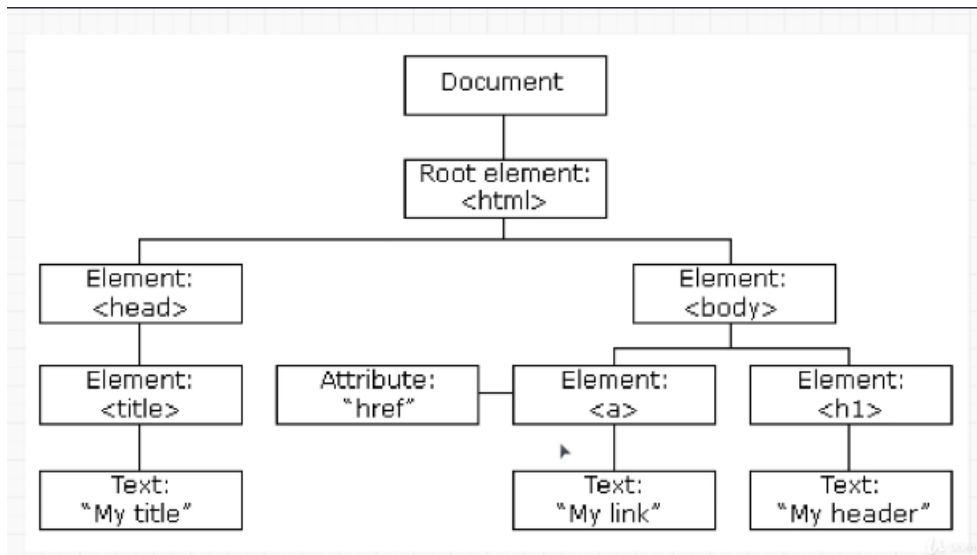 Document
Root element:
<html>
Element:
<head>
Element:
<body>
Element:
<title>
Attribute:
“href”
Element:
<a>
Element:
<h1>
Text:
“My title”
Text:
“My link”
Text:
“My header”